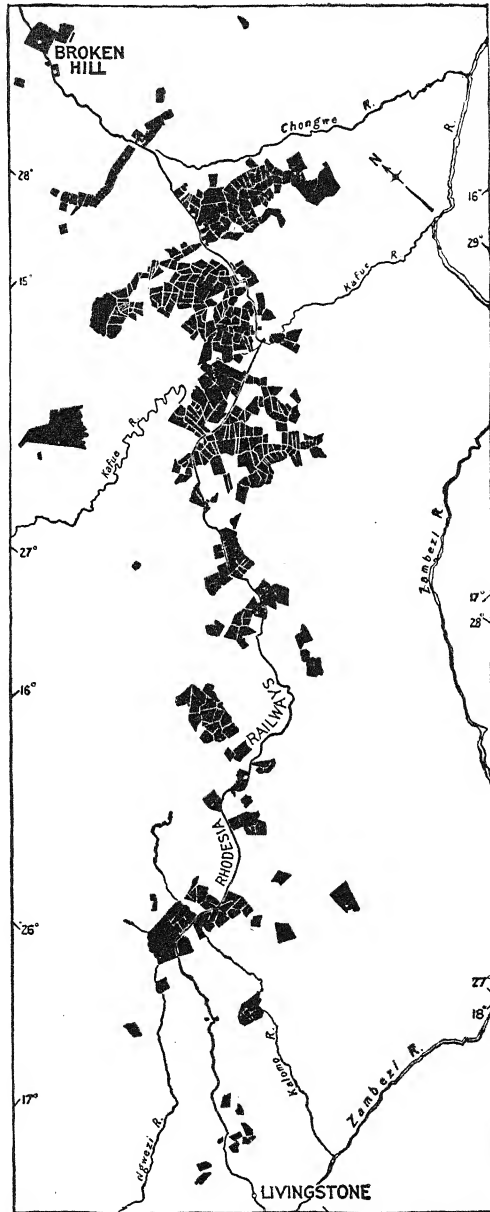 BROKEN
HILL
Chongwe R.
R.
N
28°
16°
29°
15°
Kafue R.
Kafue R.
Zambezi R.
27°
17°
28°
16°
RAILWAYS
RHODESIA
26°
27°
18°
Kalomo R.
Zambezi R.
17°
Ngwezi R.
LIVINGSTONE